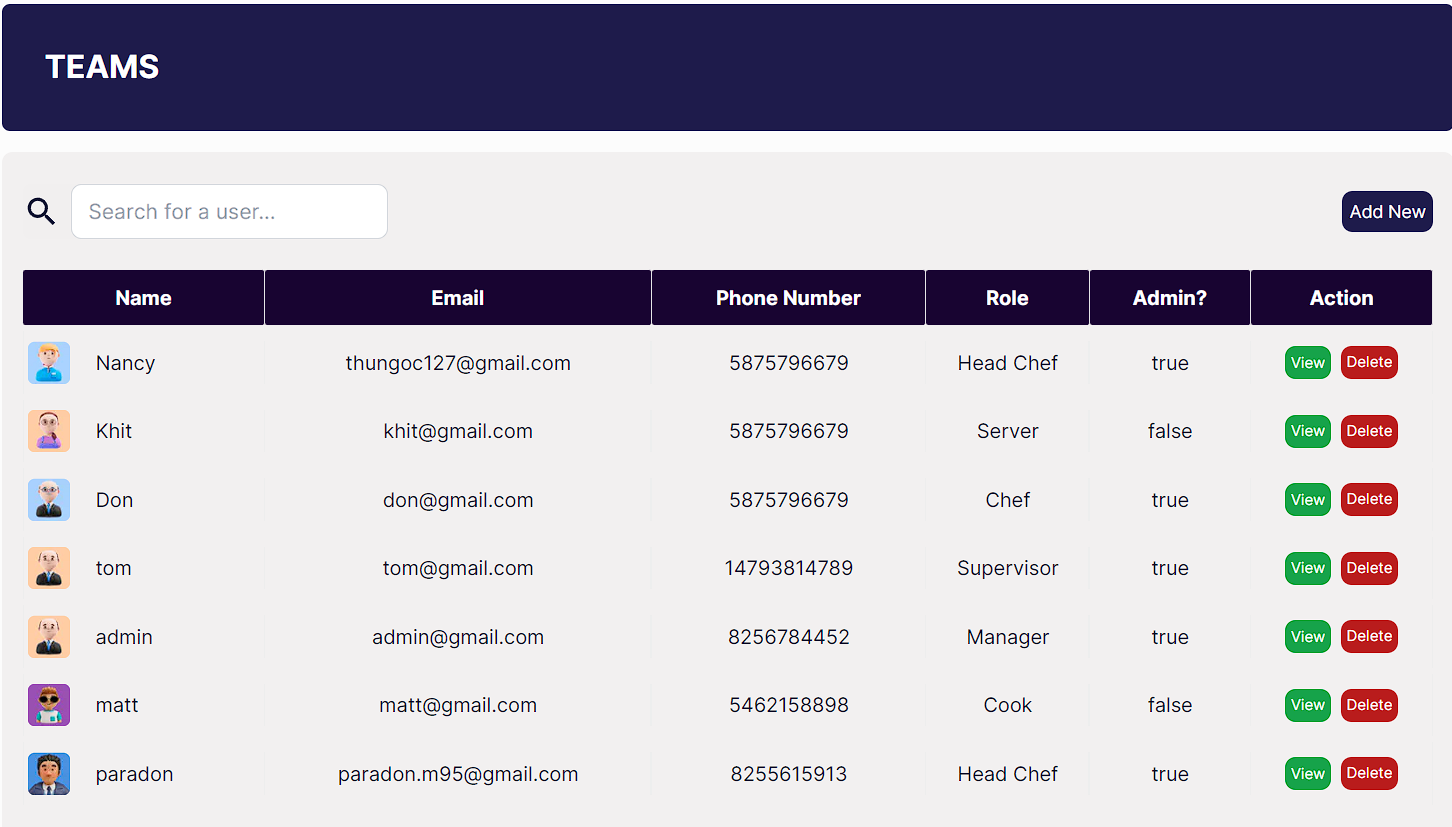 TEAMS
Search for a user...
Add New
Name Email Phone Number Role Admin? Action
Nancy thungoc127@gmail.com 5875796679 Head Chef true View Delete
Khit khit@gmail.com 5875796679 Server false View Delete
Don don@gmail.com 5875796679 Chef true View Delete
tom tom@gmail.com 14793814789 Supervisor true View Delete
admin admin@gmail.com 8256784452 Manager true View Delete
matt matt@gmail.com 5462158898 Cook false View Delete
paradon paradon.m95@gmail.com 8255615913 Head Chef true View Delete